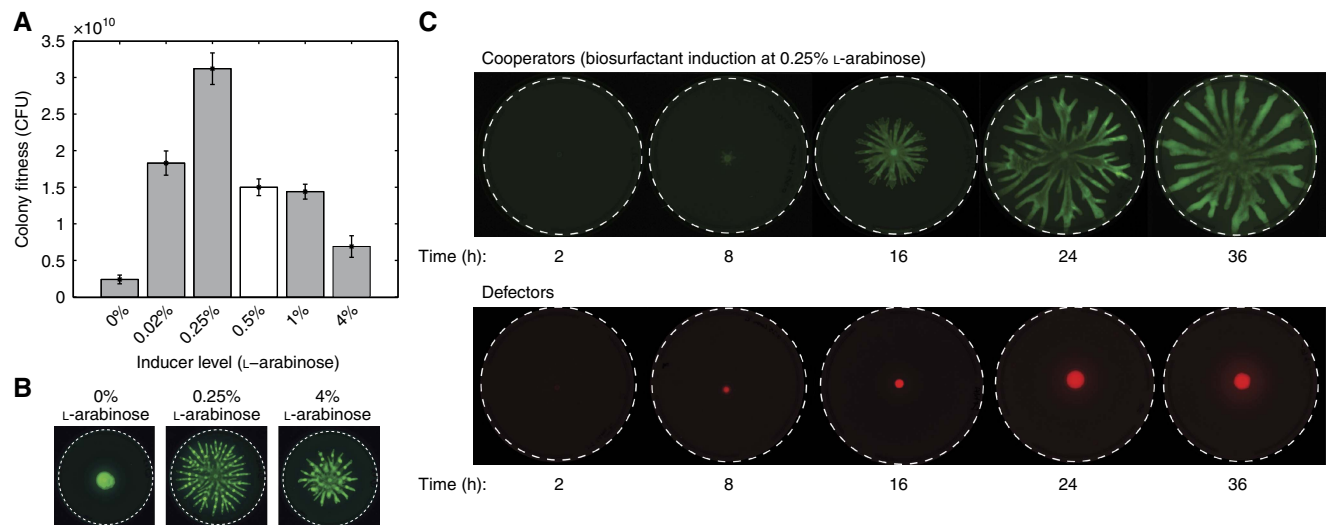 A
×10¹⁰
3.5
3
2.5
2
1.5
1
0.5
0
Colony fitness (CFU)
0% 0.02% 0.25% 0.5% 1% 4%
Inducer level (L–arabinose)
B
0% 0.25% 4%
L-arabinose L-arabinose L-arabinose
C
Cooperators (biosurfactant induction at 0.25% L-arabinose)
Time (h): 2 8 16 24 36
Defectors
Time (h): 2 8 16 24 36